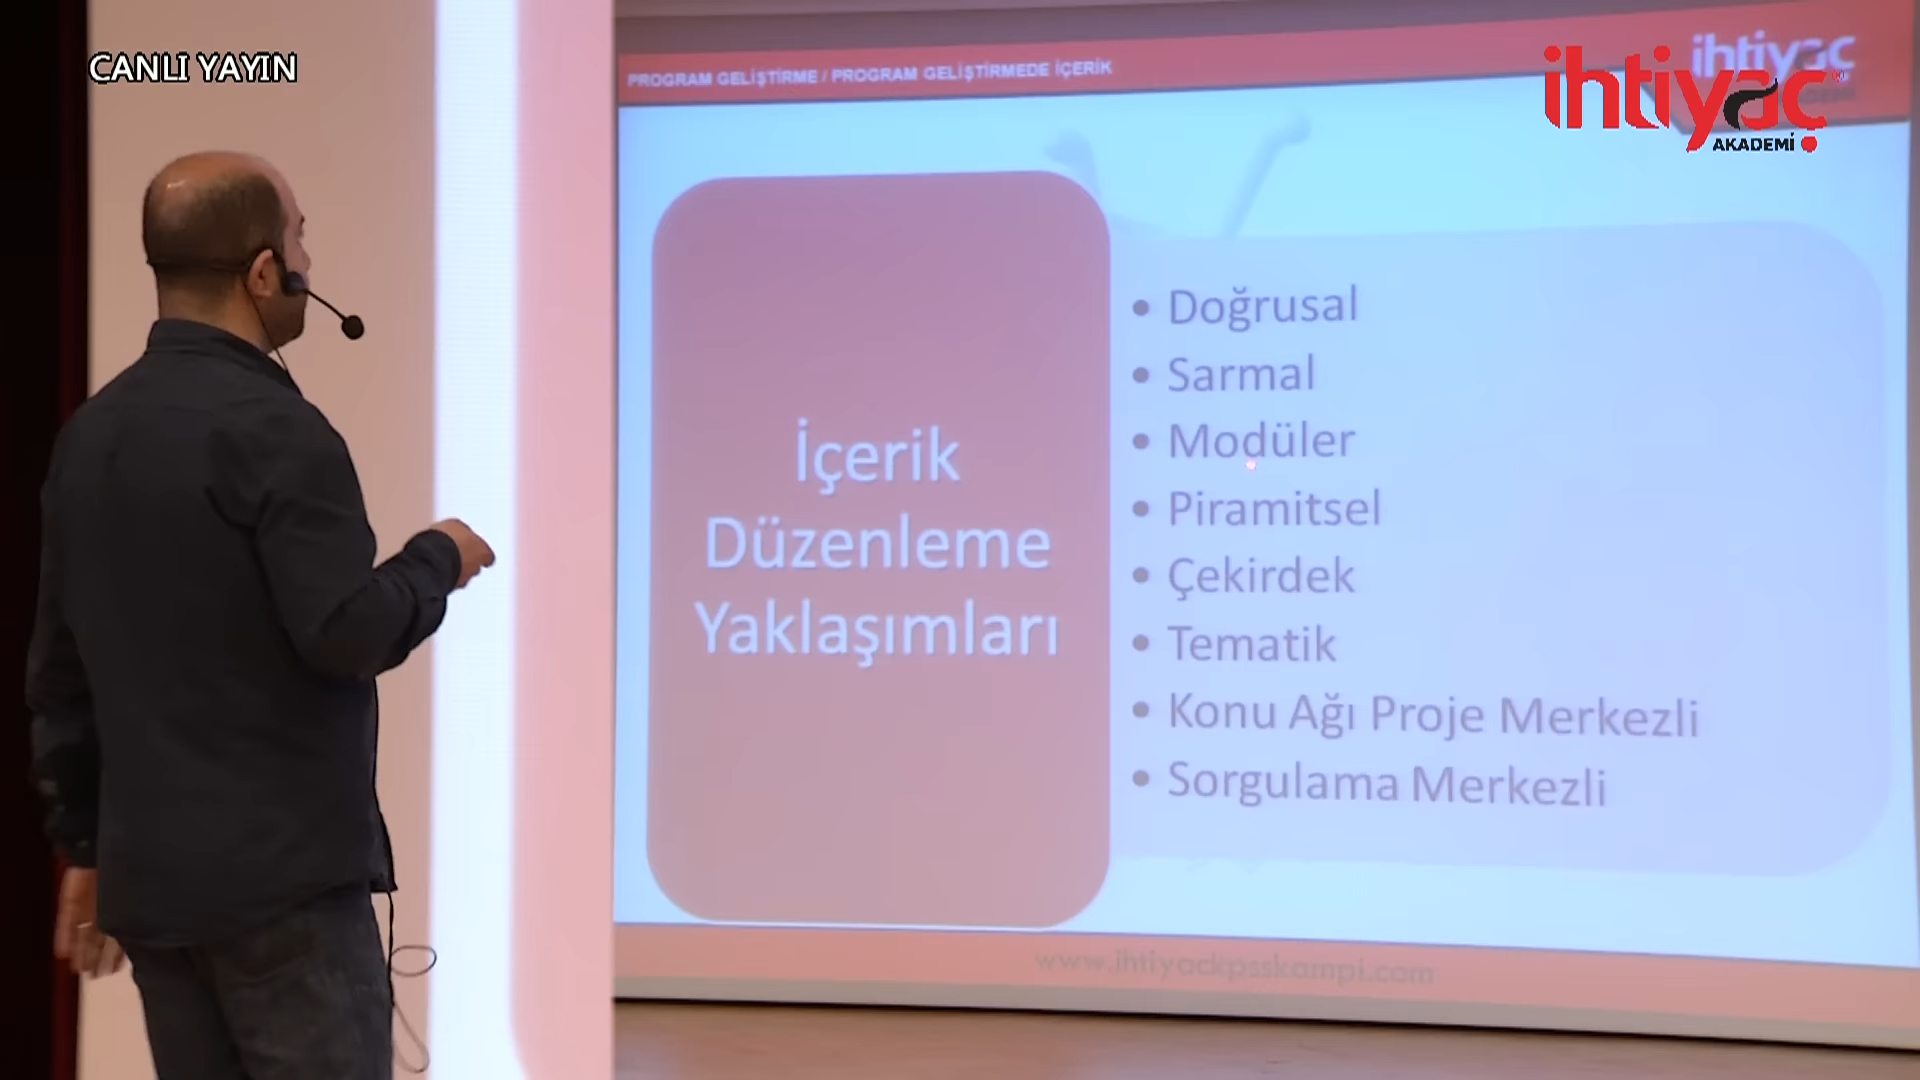 CANLI YAYIN
PROGRAM GELİŞTİRME / PROGRAM GELİŞTİRMEDE İÇERİK
ihtiyaç
ihtiyaç
AKADEMİ
İçerik
Düzenleme
Yaklaşımları
• Doğrusal
• Sarmal
• Modüler
• Piramitsel
• Çekirdek
• Tematik
• Konu Ağı Proje Merkezli
• Sorgulama Merkezli
www.ihtiyackpsskampi.com